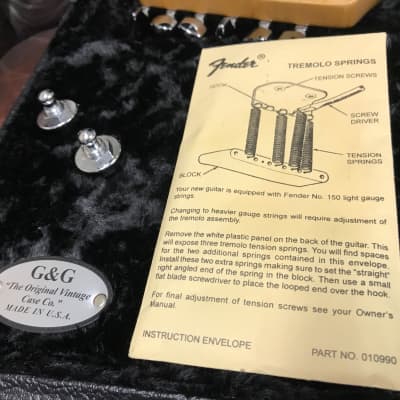 Fender®
TREMOLO SPRINGS
TENSION SCREWS
HOOK
SCREW
DRIVER
TENSION
SPRINGS
BLOCK
Your new guitar is equipped with Fender No. 150 light gauge
strings.
Changing to heavier gauge strings will require adjustment of
the tremolo assembly.
Remove the white plastic panel on the back of the guitar. This
will expose three tremolo tension springs. You will find spaces
for the two additional springs contained in this envelope.
Install these two extra springs making sure to set the "straight"
right angled end of the spring in the block. Then use a small
flat blade screwdriver to place the looped end over the hook.
For final adjustment of tension screws see your Owner's
Manual.
INSTRUCTION ENVELOPE
PART NO. 010990
G&G
"The Original Vintage
Case Co."
MADE IN U.S.A.